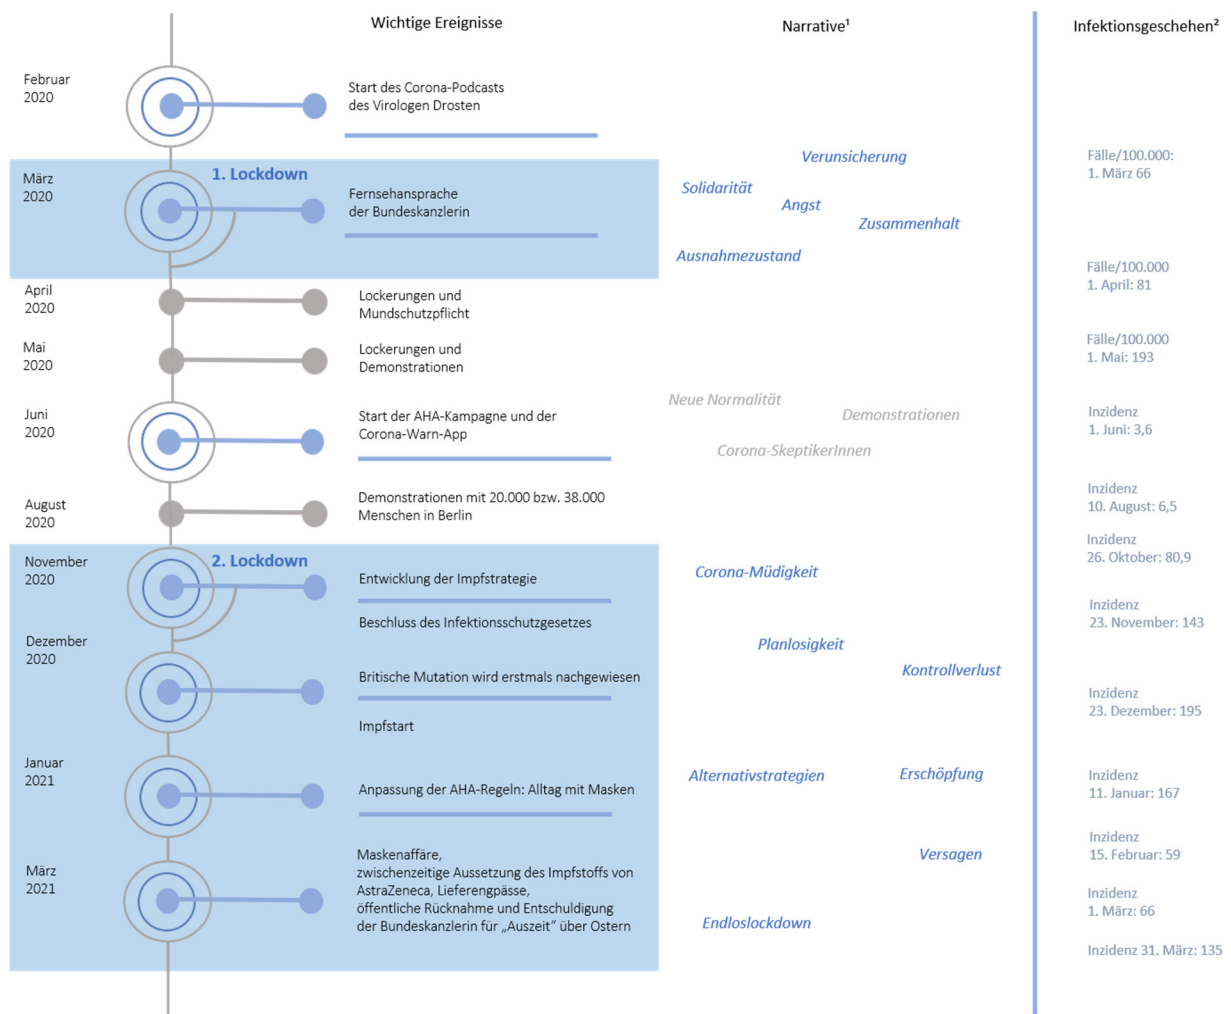 Wichtige Ereignisse
Narrative¹
Infektionsgeschehen²
Februar
2020
Start des Corona-Podcasts
des Virologen Drosten
März
2020
1. Lockdown
Fernsehansprache
der Bundeskanzlerin
Verunsicherung
Solidarität
Angst
Zusammenhalt
Ausnahmezustand
Fälle/100.000:
1. März 66
April
2020
Lockerungen und
Mundschutzpflicht
Fälle/100.000
1. April: 81
Mai
2020
Lockerungen und
Demonstrationen
Fälle/100.000
1. Mai: 193
Juni
2020
Start der AHA-Kampagne und der
Corona-Warn-App
Neue Normalität
Demonstrationen
Corona-SkeptikerInnen
Inzidenz
1. Juni: 3,6
August
2020
Demonstrationen mit 20.000 bzw. 38.000
Menschen in Berlin
Inzidenz
10. August: 6,5
Inzidenz
26. Oktober: 80,9
November
2020
2. Lockdown
Entwicklung der Impfstrategie
Beschluss des Infektionsschutzgesetzes
Corona-Müdigkeit
Inzidenz
23. November: 143
Dezember
2020
Britische Mutation wird erstmals nachgewiesen
Impfstart
Planlosigkeit
Kontrollverlust
Inzidenz
23. Dezember: 195
Januar
2021
Anpassung der AHA-Regeln: Alltag mit Masken
Alternativstrategien
Erschöpfung
Inzidenz
11. Januar: 167
März
2021
Maskenaffäre,
zwischenzeitige Aussetzung des Impfstoffs von
AstraZeneca, Lieferengpässe,
öffentliche Rücknahme und Entschuldigung
der Bundeskanzlerin für „Auszeit“ über Ostern
Versagen
Endloslockdown
Inzidenz
15. Februar: 59
Inzidenz
1. März: 66
Inzidenz 31. März: 135